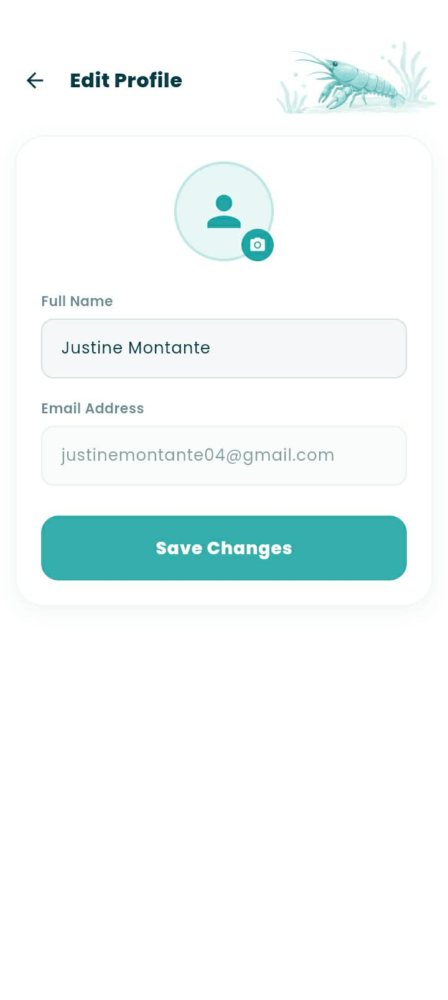 Edit Profile
Full Name
Justine Montante
Email Address
justinemontante04@gmail.com
Save Changes